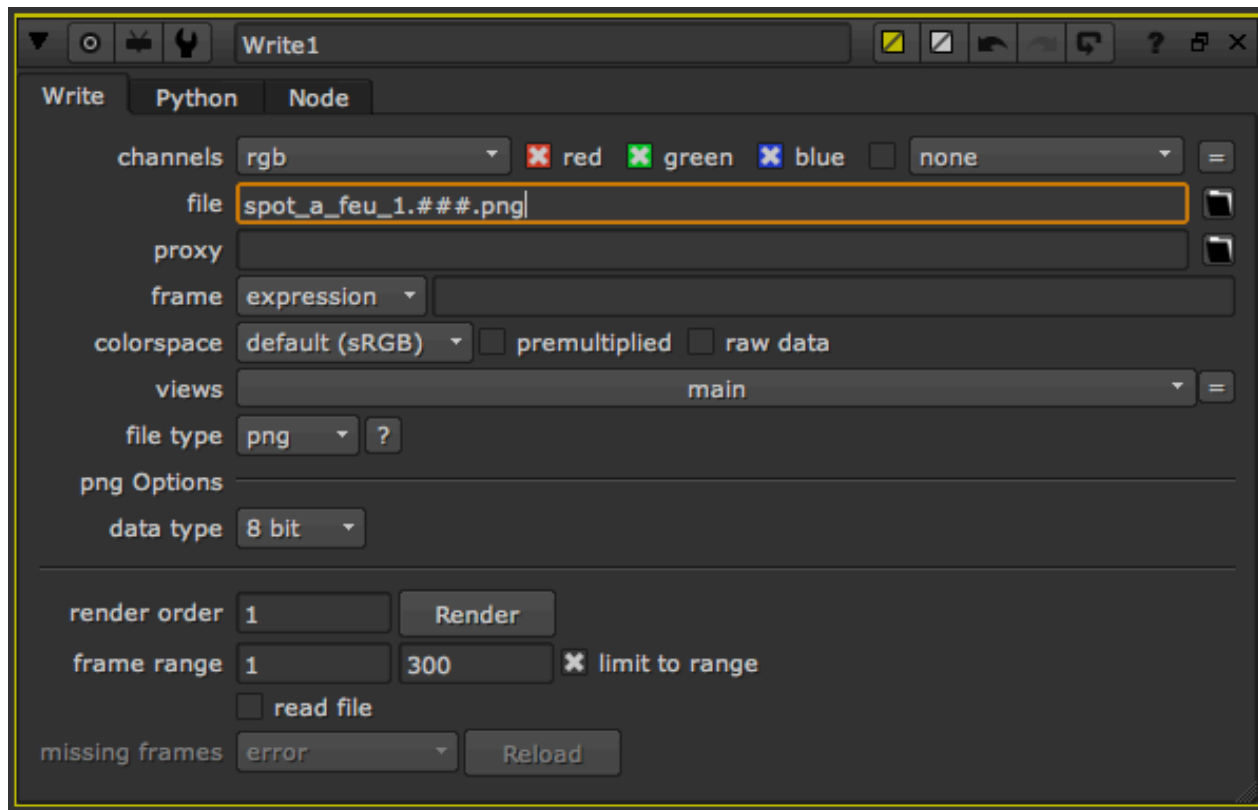 Write1 ?
Write Python Node
channels rgb red green blue none =
file spot_a_feu_1.###.png
proxy
frame expression
colorspace default (sRGB) premultiplied raw data
views main =
file type png ?
png Options
data type 8 bit
render order 1 Render
frame range 1 300 limit to range
read file
missing frames error Reload